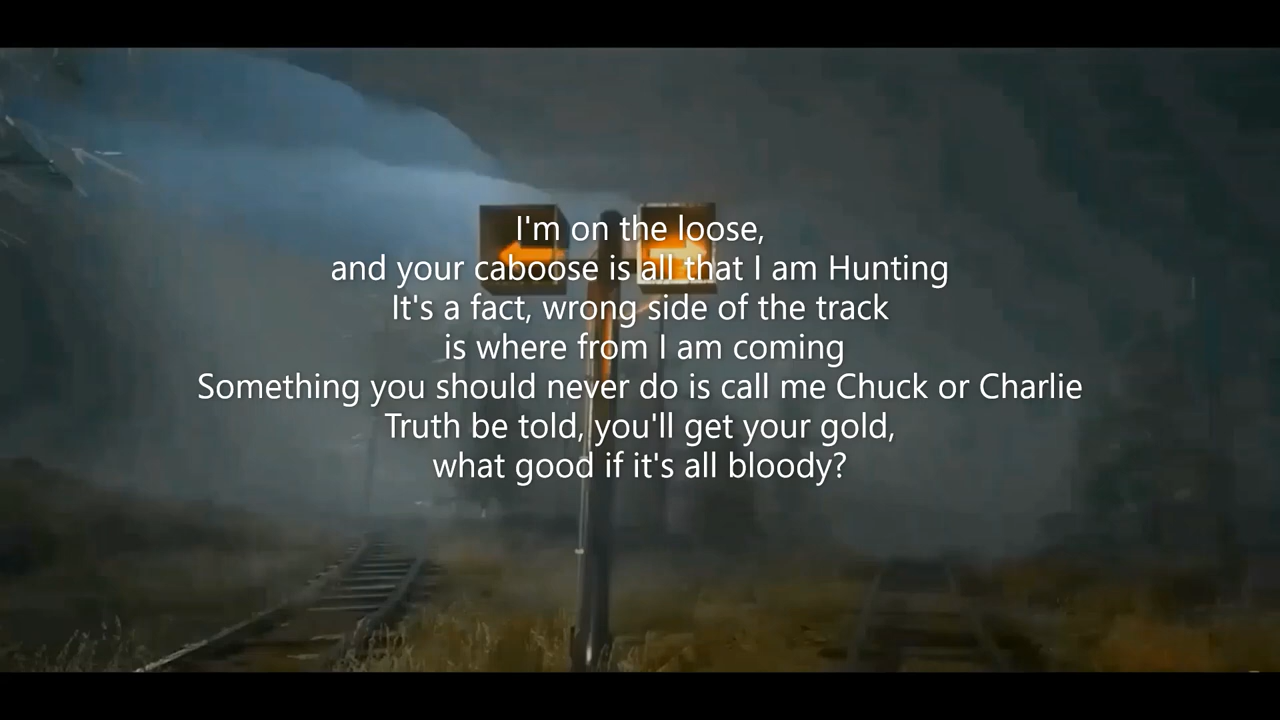 I'm on the loose,
and your caboose is all that I am Hunting
It's a fact, wrong side of the track
is where from I am coming
Something you should never do is call me Chuck or Charlie
Truth be told, you'll get your gold,
what good if it's all bloody?